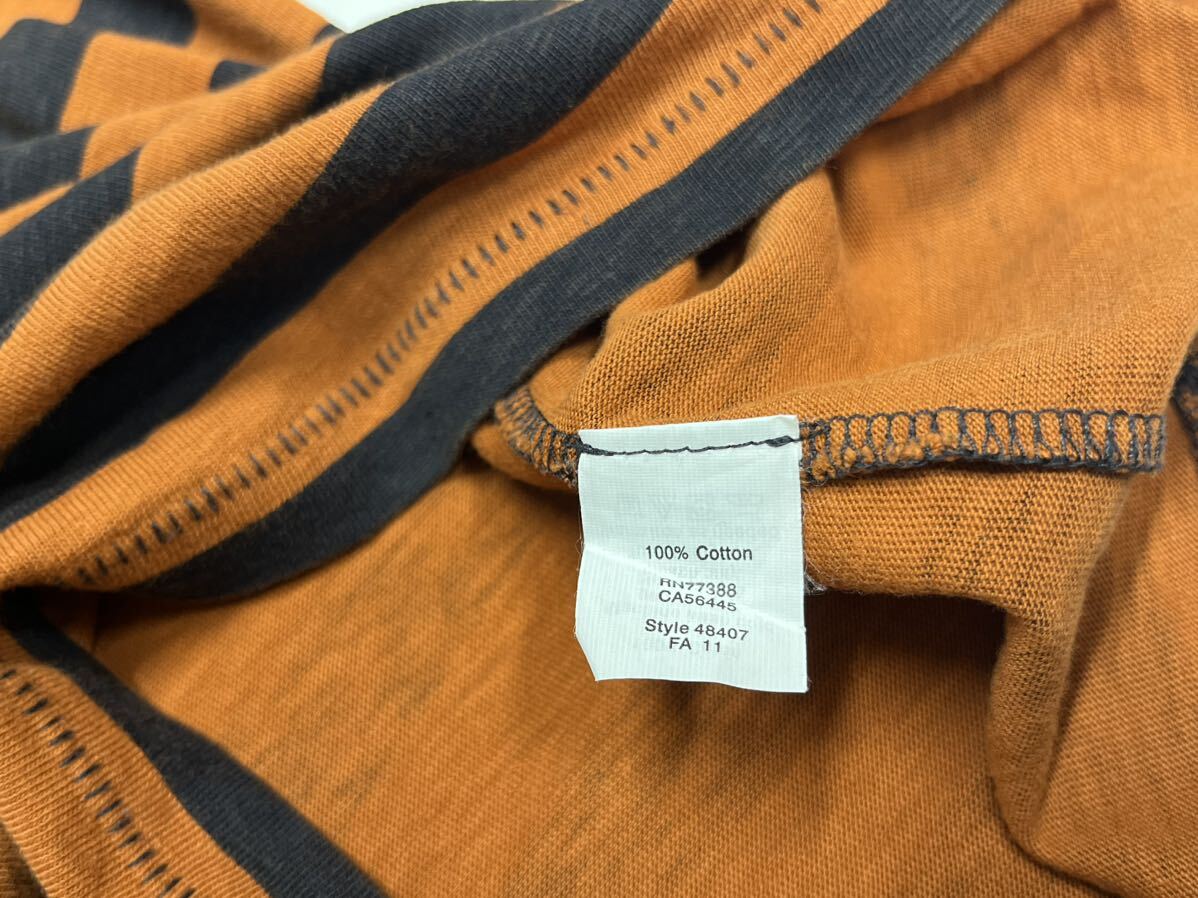 100% Cotton
RN77388
CA56445
Style 48407
FA 11